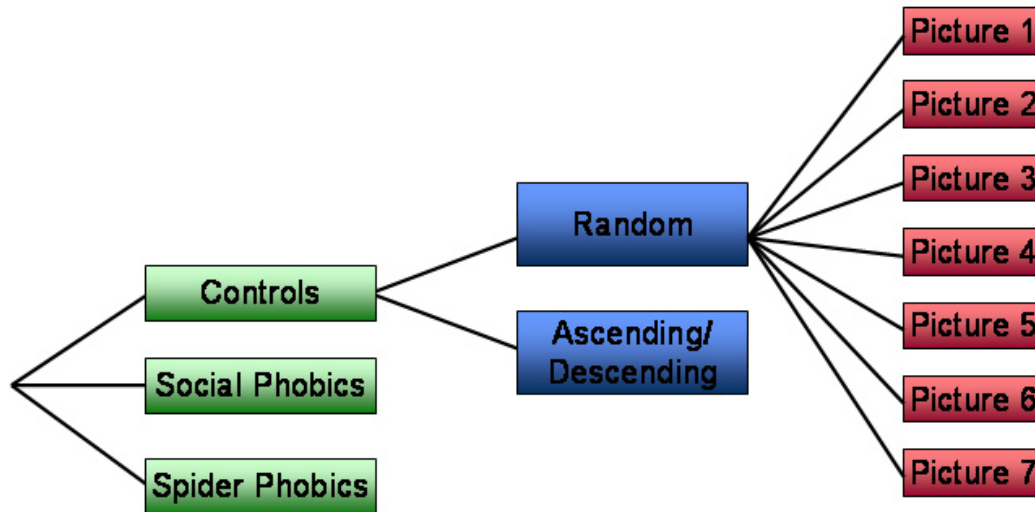 Controls
Social Phobics
Spider Phobics
Random
Ascending/
Descending
Picture 1
Picture 2
Picture 3
Picture 4
Picture 5
Picture 6
Picture 7